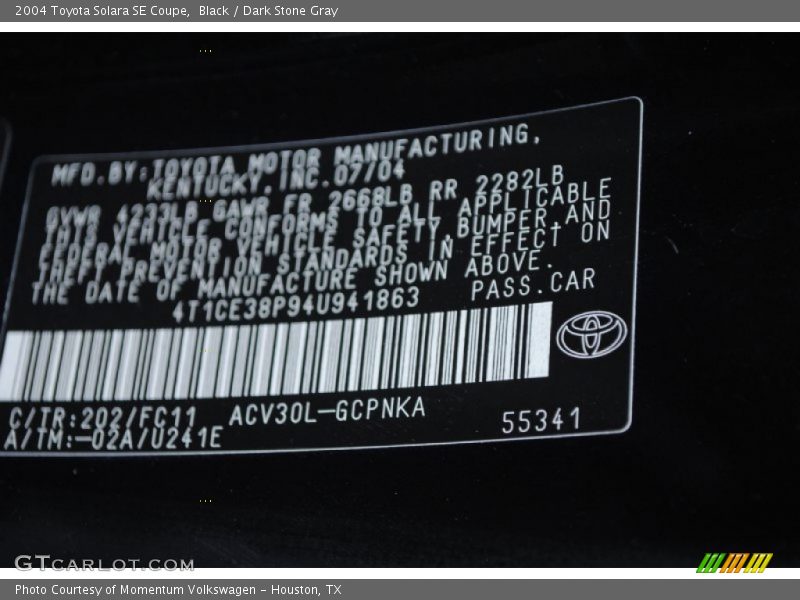 2004 Toyota Solara SE Coupe,  Black / Dark Stone Gray
MFD.BY:TOYOTA MOTOR MANUFACTURING,
KENTUCKY,INC.07/04
GVWR 4233LB GAWR FR 2668LB RR 2282LB
THIS VEHICLE CONFORMS TO ALL APPLICABLE
FEDERAL MOTOR VEHICLE SAFETY,BUMPER,AND
THEFT PREVENTION STANDARDS IN EFFECT ON
THE DATE OF MANUFACTURE SHOWN ABOVE.
4T1CE38P94U941863 PASS.CAR
C/TR:202/FC11 ACV30L-GCPNKA 55341
A/TM:-02A/U241E
GTCARLOT.COM
Photo Courtesy of Momentum Volkswagen - Houston, TX